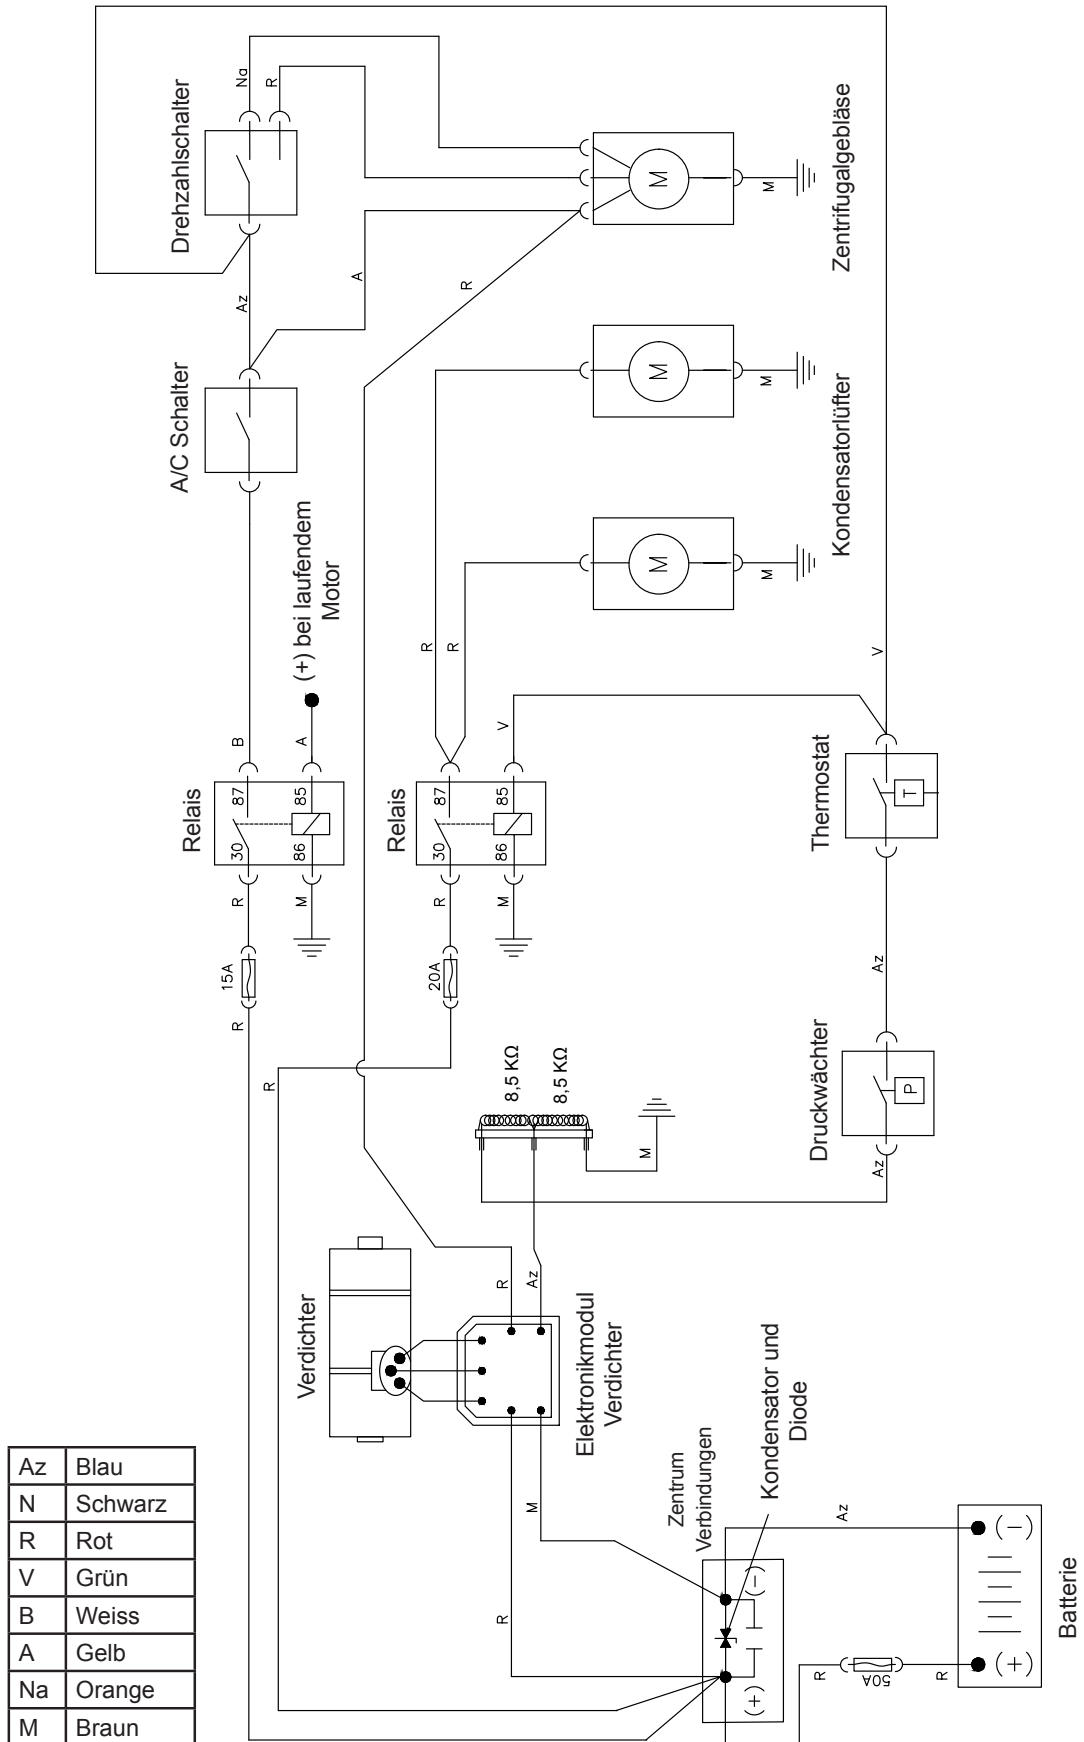 Drehzahlschalter
Na
R
Az
A/C Schalter
A
R
M
Zentrifugalgebläse
M
M
M
Kondensatorlüfter
M
M
(+) bei laufendem
Motor
Relais
B
A
87
85
30
86
R
M
15A
R
Relais
R
R
V
87
85
30
86
R
M
20A
R
V
Thermostat
T
Az
Druckwächter
P
Az
8,5 KΩ
8,5 KΩ
M
Verdichter
R
Az
Elektronikmodul
Verdichter
R
M
Zentrum
Verbindungen
Kondensator und
Diode
(-)
(+)
Az
R
50A
R
(-)
(+)
Batterie
Az Blau
N Schwarz
R Rot
V Grün
B Weiss
A Gelb
Na Orange
M Braun